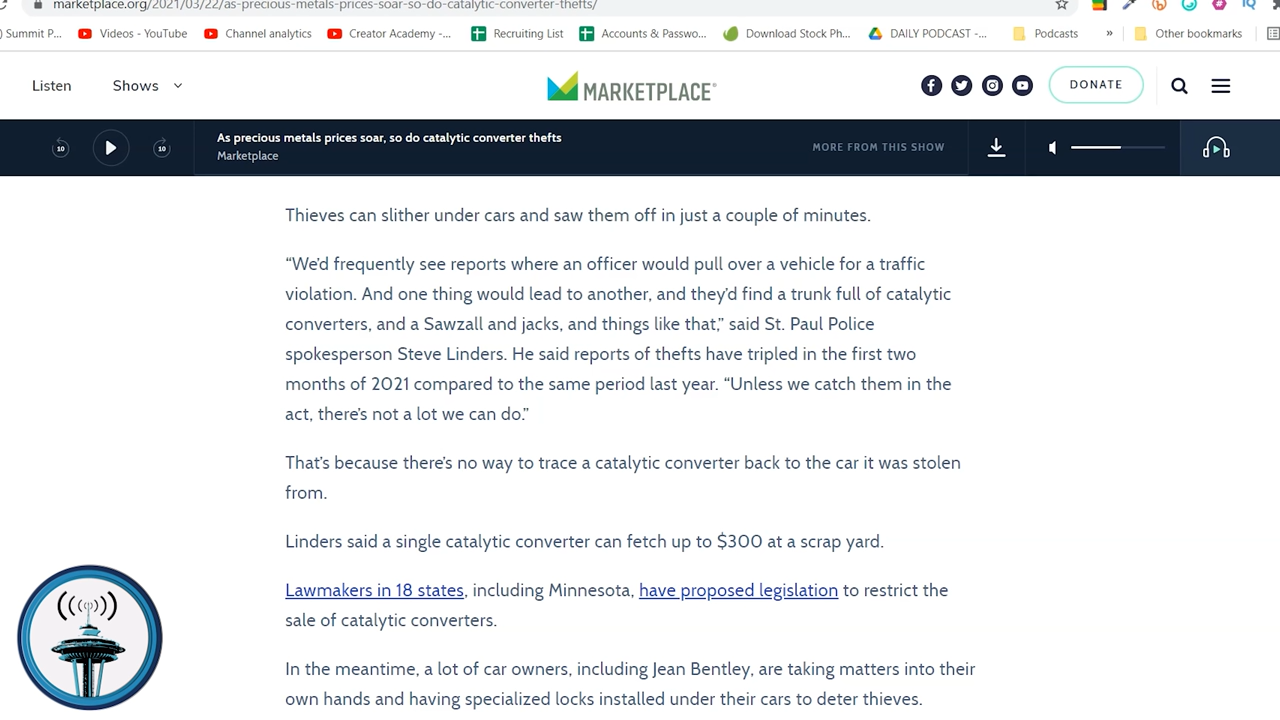 marketplace.org/2021/03/22/as-precious-metals-prices-soar-so-do-catalytic-converter-thefts/
) Summit P... Videos - YouTube Channel analytics Creator Academy -... Recruiting List Accounts & Passwo... Download Stock Ph... DAILY PODCAST -... Podcasts » Other bookmarks
Listen Shows MARKETPLACE® DONATE
10 10 As precious metals prices soar, so do catalytic converter thefts
Marketplace
MORE FROM THIS SHOW
Thieves can slither under cars and saw them off in just a couple of minutes.
“We’d frequently see reports where an officer would pull over a vehicle for a traffic
violation. And one thing would lead to another, and they’d find a trunk full of catalytic
converters, and a Sawzall and jacks, and things like that,” said St. Paul Police
spokesperson Steve Linders. He said reports of thefts have tripled in the first two
months of 2021 compared to the same period last year. “Unless we catch them in the
act, there’s not a lot we can do.”
That’s because there’s no way to trace a catalytic converter back to the car it was stolen
from.
Linders said a single catalytic converter can fetch up to $300 at a scrap yard.
Lawmakers in 18 states, including Minnesota, have proposed legislation to restrict the
sale of catalytic converters.
In the meantime, a lot of car owners, including Jean Bentley, are taking matters into their
own hands and having specialized locks installed under their cars to deter thieves.